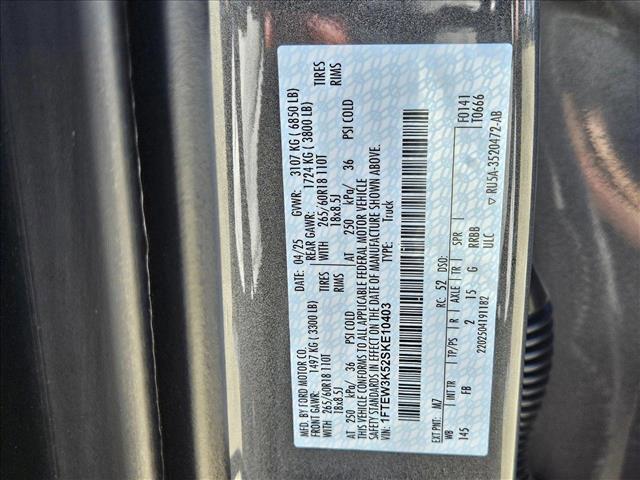 MFD. BY FORD MOTOR CO.
04/25 GVWR: 3107 KG ( 6850 LB)
FRONT GAWR: 1497 KG ( 3300 LB) REAR GAWR: 1724 KG ( 3800 LB)
WITH 265/60R18 110T TIRES WITH 265/60R18 110T TIRES
18x8.5J RIMS 18x8.5J RIMS
AT 250 kPa/ 36 PSI COLD AT 250 kPa/ 36 PSI COLD
THIS VEHICLE CONFORMS TO ALL APPLICABLE FEDERAL MOTOR VEHICLE
SAFETY STANDARDS IN EFFECT ON THE DATE OF MANUFACTURE SHOWN ABOVE.
VIN: 1FTEW3K52SKE10403 TYPE: Truck
F0141
T0666
EXT PNT: M7 RC: 52 DSO:
WB INT TR TP/PS R AXLE TR SPR
145 FB 2 15 G RRBB
ULC
2202504191182 ▽ RU5A-3520472-AB